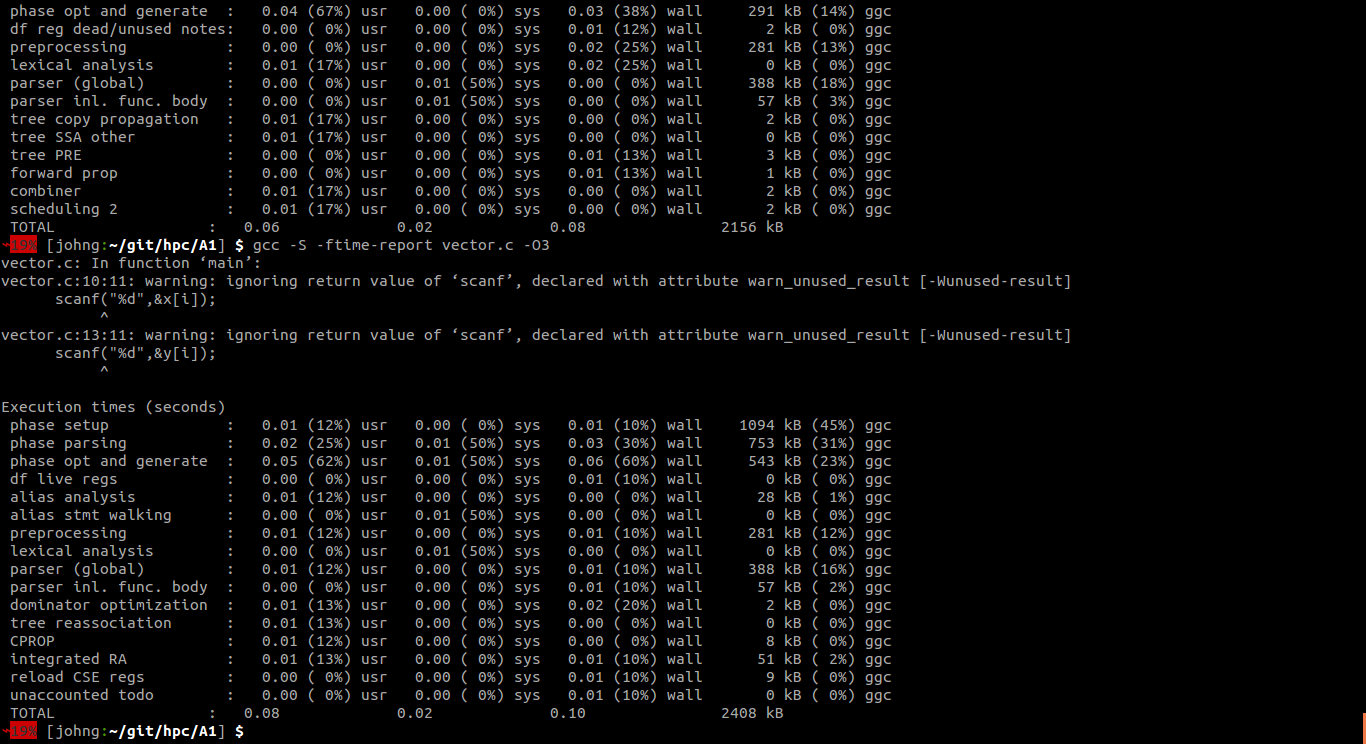 phase opt and generate  :   0.04 (67%) usr   0.00 ( 0%) sys   0.03 (38%) wall     291 kB (14%) ggc
df reg dead/unused notes:   0.00 ( 0%) usr   0.00 ( 0%) sys   0.01 (12%) wall       2 kB ( 0%) ggc
preprocessing           :   0.00 ( 0%) usr   0.00 ( 0%) sys   0.02 (25%) wall     281 kB (13%) ggc
lexical analysis        :   0.01 (17%) usr   0.00 ( 0%) sys   0.02 (25%) wall       0 kB ( 0%) ggc
parser (global)         :   0.00 ( 0%) usr   0.01 (50%) sys   0.00 ( 0%) wall     388 kB (18%) ggc
parser inl. func. body  :   0.00 ( 0%) usr   0.01 (50%) sys   0.00 ( 0%) wall      57 kB ( 3%) ggc
tree copy propagation   :   0.01 (17%) usr   0.00 ( 0%) sys   0.00 ( 0%) wall       2 kB ( 0%) ggc
tree SSA other          :   0.01 (17%) usr   0.00 ( 0%) sys   0.00 ( 0%) wall       0 kB ( 0%) ggc
tree PRE                :   0.00 ( 0%) usr   0.00 ( 0%) sys   0.01 (13%) wall       3 kB ( 0%) ggc
forward prop            :   0.00 ( 0%) usr   0.00 ( 0%) sys   0.01 (13%) wall       1 kB ( 0%) ggc
combiner                :   0.01 (17%) usr   0.00 ( 0%) sys   0.00 ( 0%) wall       2 kB ( 0%) ggc
scheduling 2            :   0.01 (17%) usr   0.00 ( 0%) sys   0.00 ( 0%) wall       2 kB ( 0%) ggc
TOTAL                 :   0.06             0.02             0.08               2156 kB
~19% [johng:~/git/hpc/A1] $ gcc -S -ftime-report vector.c -O3
vector.c: In function ‘main’:
vector.c:10:11: warning: ignoring return value of ‘scanf’, declared with attribute warn_unused_result [-Wunused-result]
      scanf("%d",&x[i]);
           ^
vector.c:13:11: warning: ignoring return value of ‘scanf’, declared with attribute warn_unused_result [-Wunused-result]
      scanf("%d",&y[i]);
           ^
Execution times (seconds)
phase setup             :   0.01 (12%) usr   0.00 ( 0%) sys   0.01 (10%) wall    1094 kB (45%) ggc
phase parsing           :   0.02 (25%) usr   0.01 (50%) sys   0.03 (30%) wall     753 kB (31%) ggc
phase opt and generate  :   0.05 (62%) usr   0.01 (50%) sys   0.06 (60%) wall     543 kB (23%) ggc
df live regs            :   0.00 ( 0%) usr   0.00 ( 0%) sys   0.01 (10%) wall       0 kB ( 0%) ggc
alias analysis          :   0.01 (12%) usr   0.00 ( 0%) sys   0.00 ( 0%) wall      28 kB ( 1%) ggc
alias stmt walking      :   0.00 ( 0%) usr   0.01 (50%) sys   0.00 ( 0%) wall       0 kB ( 0%) ggc
preprocessing           :   0.01 (12%) usr   0.00 ( 0%) sys   0.01 (10%) wall     281 kB (12%) ggc
lexical analysis        :   0.00 ( 0%) usr   0.01 (50%) sys   0.00 ( 0%) wall       0 kB ( 0%) ggc
parser (global)         :   0.01 (12%) usr   0.00 ( 0%) sys   0.01 (10%) wall     388 kB (16%) ggc
parser inl. func. body  :   0.00 ( 0%) usr   0.00 ( 0%) sys   0.01 (10%) wall      57 kB ( 2%) ggc
dominator optimization  :   0.01 (13%) usr   0.00 ( 0%) sys   0.02 (20%) wall       2 kB ( 0%) ggc
tree reassociation      :   0.01 (13%) usr   0.00 ( 0%) sys   0.00 ( 0%) wall       0 kB ( 0%) ggc
CPROP                   :   0.01 (12%) usr   0.00 ( 0%) sys   0.00 ( 0%) wall       8 kB ( 0%) ggc
integrated RA           :   0.01 (13%) usr   0.00 ( 0%) sys   0.01 (10%) wall      51 kB ( 2%) ggc
reload CSE regs         :   0.00 ( 0%) usr   0.00 ( 0%) sys   0.01 (10%) wall       9 kB ( 0%) ggc
unaccounted todo        :   0.00 ( 0%) usr   0.00 ( 0%) sys   0.01 (10%) wall       0 kB ( 0%) ggc
TOTAL                 :   0.08             0.02             0.10               2408 kB
~19% [johng:~/git/hpc/A1] $